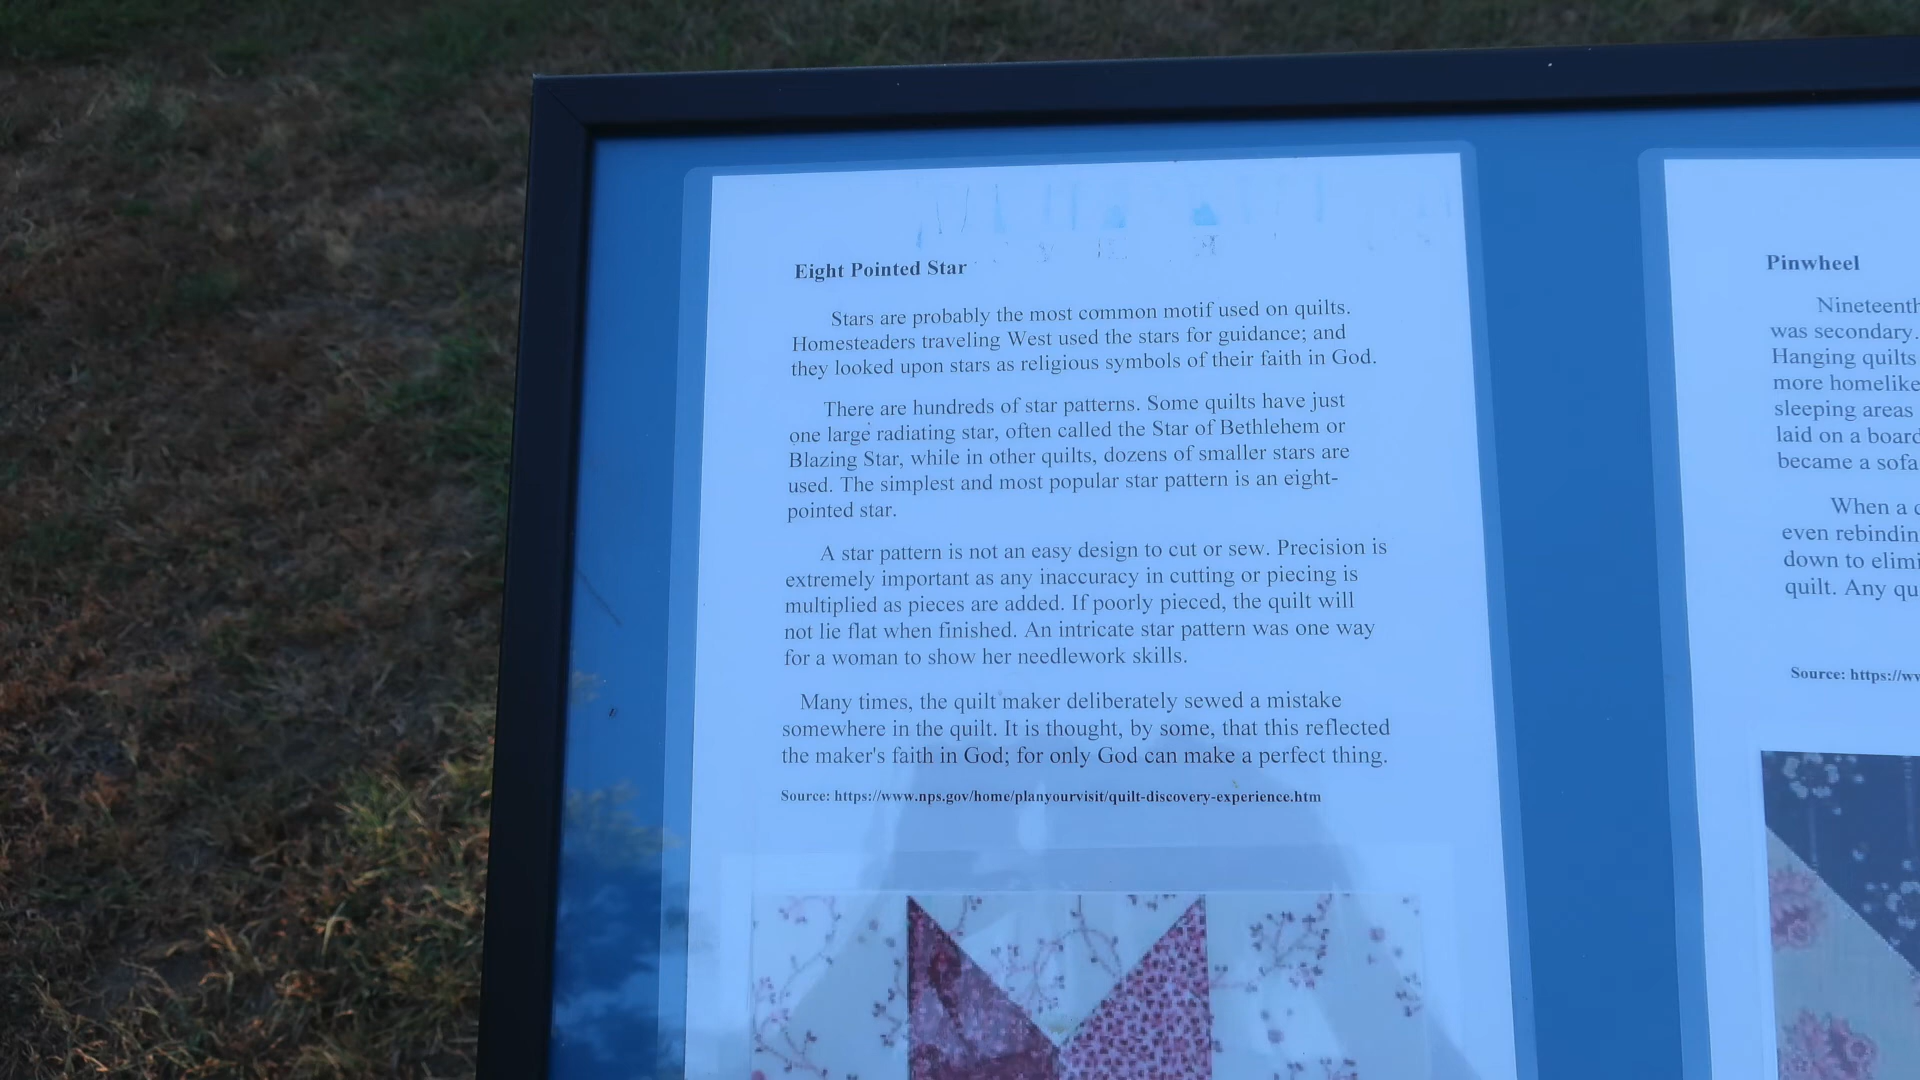 Eight Pointed Star
Stars are probably the most common motif used on quilts.
Homesteaders traveling West used the stars for guidance; and
they looked upon stars as religious symbols of their faith in God.
There are hundreds of star patterns. Some quilts have just
one large radiating star, often called the Star of Bethlehem or
Blazing Star, while in other quilts, dozens of smaller stars are
used. The simplest and most popular star pattern is an eight-
pointed star.
A star pattern is not an easy design to cut or sew. Precision is
extremely important as any inaccuracy in cutting or piecing is
multiplied as pieces are added. If poorly pieced, the quilt will
not lie flat when finished. An intricate star pattern was one way
for a woman to show her needlework skills.
Many times, the quilt maker deliberately sewed a mistake
somewhere in the quilt. It is thought, by some, that this reflected
the maker's faith in God; for only God can make a perfect thing.
Source: https://www.nps.gov/home/planyourvisit/quilt-discovery-experience.htm
Pinwheel
Nineteenth
was secondary.
Hanging quilts
more homelike
sleeping areas
laid on a board
became a sofa
When a
even
down to
quilt. Any
Source: